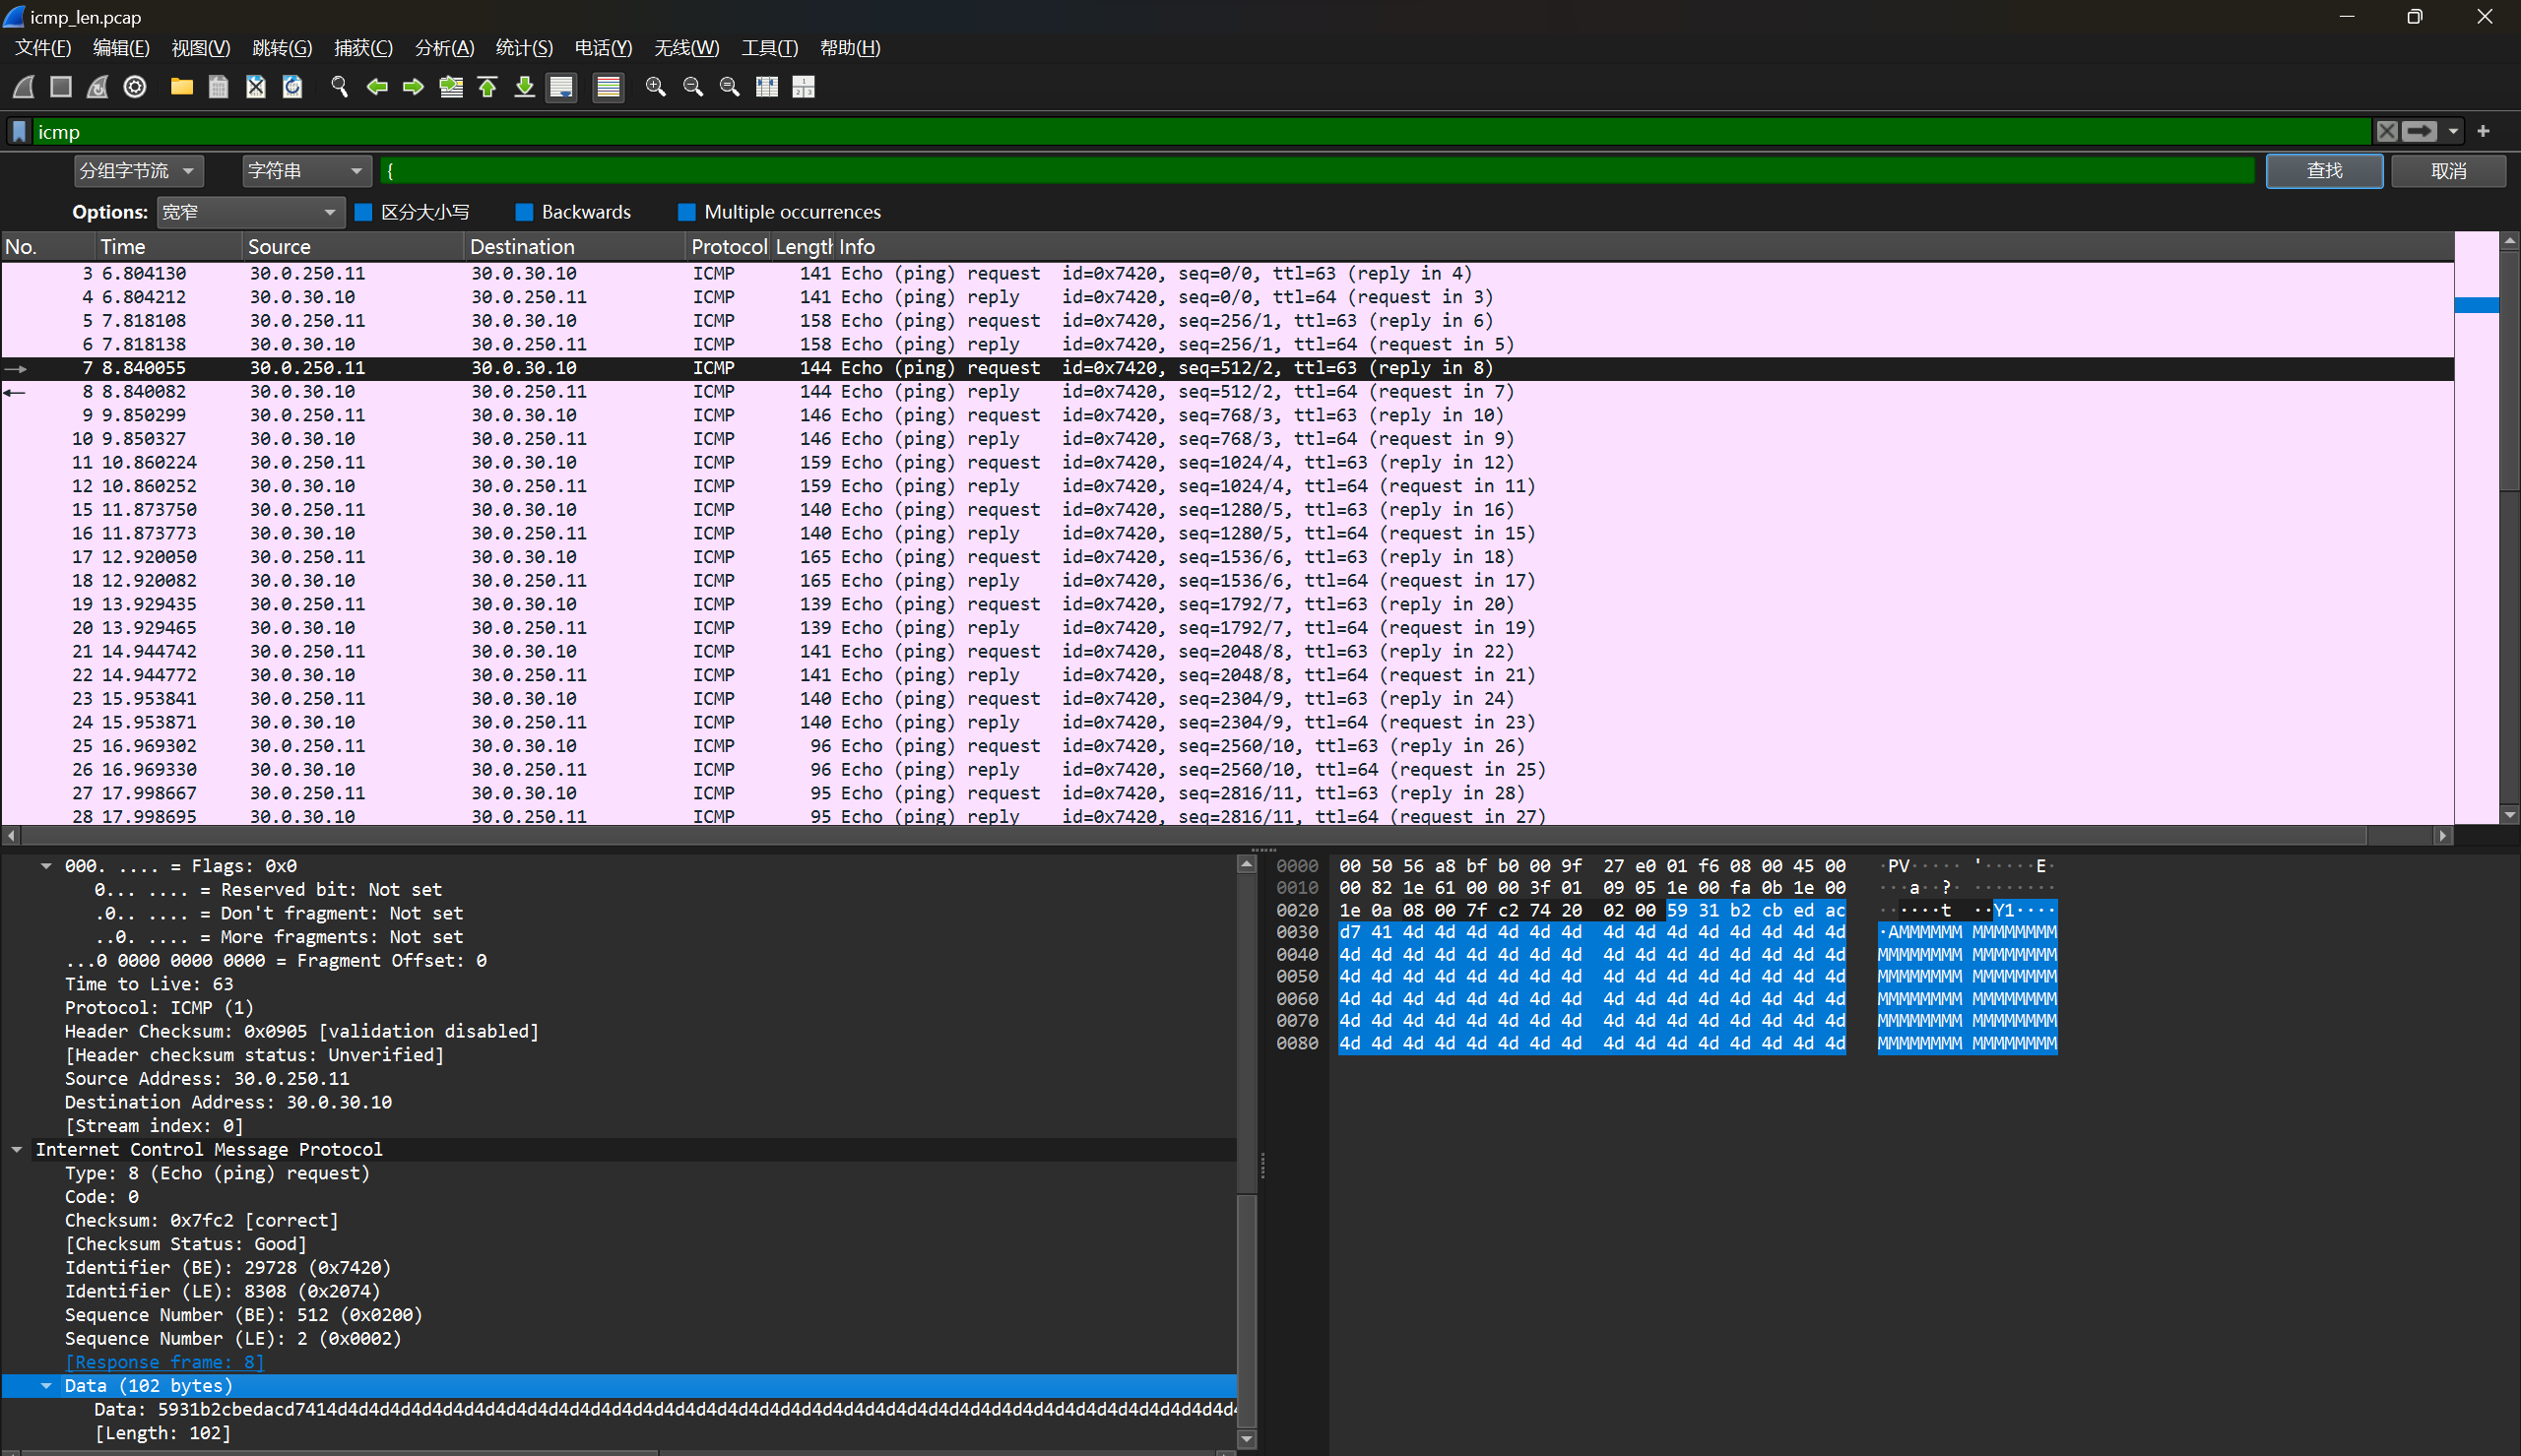 icmp_len.pcap
文件(F) 编辑(E) 视图(V) 跳转(G) 捕获(C) 分析(A) 统计(S) 电话(Y) 无线(W) 工具(T) 帮助(H)
icmp
分组字节流 字符串 { 查找 取消
Options: 宽窄 区分大小写 Backwards Multiple occurrences
No. Time Source Destination Protocol Length Info
3 6.804130 30.0.250.11 30.0.30.10 ICMP 141 Echo (ping) request id=0x7420, seq=0/0, ttl=63 (reply in 4)
4 6.804212 30.0.30.10 30.0.250.11 ICMP 141 Echo (ping) reply id=0x7420, seq=0/0, ttl=64 (request in 3)
5 7.818108 30.0.250.11 30.0.30.10 ICMP 158 Echo (ping) request id=0x7420, seq=256/1, ttl=63 (reply in 6)
6 7.818138 30.0.30.10 30.0.250.11 ICMP 158 Echo (ping) reply id=0x7420, seq=256/1, ttl=64 (request in 5)
7 8.840055 30.0.250.11 30.0.30.10 ICMP 144 Echo (ping) request id=0x7420, seq=512/2, ttl=63 (reply in 8)
8 8.840082 30.0.30.10 30.0.250.11 ICMP 144 Echo (ping) reply id=0x7420, seq=512/2, ttl=64 (request in 7)
9 9.850299 30.0.250.11 30.0.30.10 ICMP 146 Echo (ping) request id=0x7420, seq=768/3, ttl=63 (reply in 10)
10 9.850327 30.0.30.10 30.0.250.11 ICMP 146 Echo (ping) reply id=0x7420, seq=768/3, ttl=64 (request in 9)
11 10.860224 30.0.250.11 30.0.30.10 ICMP 159 Echo (ping) request id=0x7420, seq=1024/4, ttl=63 (reply in 12)
12 10.860252 30.0.30.10 30.0.250.11 ICMP 159 Echo (ping) reply id=0x7420, seq=1024/4, ttl=64 (request in 11)
15 11.873750 30.0.250.11 30.0.30.10 ICMP 140 Echo (ping) request id=0x7420, seq=1280/5, ttl=63 (reply in 16)
16 11.873773 30.0.30.10 30.0.250.11 ICMP 140 Echo (ping) reply id=0x7420, seq=1280/5, ttl=64 (request in 15)
17 12.920050 30.0.250.11 30.0.30.10 ICMP 165 Echo (ping) request id=0x7420, seq=1536/6, ttl=63 (reply in 18)
18 12.920082 30.0.30.10 30.0.250.11 ICMP 165 Echo (ping) reply id=0x7420, seq=1536/6, ttl=64 (request in 17)
19 13.929435 30.0.250.11 30.0.30.10 ICMP 139 Echo (ping) request id=0x7420, seq=1792/7, ttl=63 (reply in 20)
20 13.929465 30.0.30.10 30.0.250.11 ICMP 139 Echo (ping) reply id=0x7420, seq=1792/7, ttl=64 (request in 19)
21 14.944742 30.0.250.11 30.0.30.10 ICMP 141 Echo (ping) request id=0x7420, seq=2048/8, ttl=63 (reply in 22)
22 14.944772 30.0.30.10 30.0.250.11 ICMP 141 Echo (ping) reply id=0x7420, seq=2048/8, ttl=64 (request in 21)
23 15.953841 30.0.250.11 30.0.30.10 ICMP 140 Echo (ping) request id=0x7420, seq=2304/9, ttl=63 (reply in 24)
24 15.953871 30.0.30.10 30.0.250.11 ICMP 140 Echo (ping) reply id=0x7420, seq=2304/9, ttl=64 (request in 23)
25 16.969302 30.0.250.11 30.0.30.10 ICMP 96 Echo (ping) request id=0x7420, seq=2560/10, ttl=63 (reply in 26)
26 16.969330 30.0.30.10 30.0.250.11 ICMP 96 Echo (ping) reply id=0x7420, seq=2560/10, ttl=64 (request in 25)
27 17.998667 30.0.250.11 30.0.30.10 ICMP 95 Echo (ping) request id=0x7420, seq=2816/11, ttl=63 (reply in 28)
28 17.998695 30.0.30.10 30.0.250.11 ICMP 95 Echo (ping) reply id=0x7420, seq=2816/11, ttl=64 (request in 27)
000. .... = Flags: 0x0
0... .... = Reserved bit: Not set
.0.. .... = Don't fragment: Not set
..0. .... = More fragments: Not set
...0 0000 0000 0000 = Fragment Offset: 0
Time to Live: 63
Protocol: ICMP (1)
Header Checksum: 0x0905 [validation disabled]
[Header checksum status: Unverified]
Source Address: 30.0.250.11
Destination Address: 30.0.30.10
[Stream index: 0]
Internet Control Message Protocol
Type: 8 (Echo (ping) request)
Code: 0
Checksum: 0x7fc2 [correct]
[Checksum Status: Good]
Identifier (BE): 29728 (0x7420)
Identifier (LE): 8308 (0x2074)
Sequence Number (BE): 512 (0x0200)
Sequence Number (LE): 2 (0x0002)
[Response frame: 8]
Data (102 bytes)
Data: 5931b2cbedacd7414d4d4d4d4d4d4d4d4d4d4d4d4d4d4d4d4d4d4d4d4d4d4d4d4d4d4d4d4d4d4d4d4d4d4d4d4d4d4d4d4d4d4d4d4d4
[Length: 102]
0000 00 50 56 a8 bf b0 00 9f 27 e0 01 f6 08 00 45 00 ·PV····· '·····E·
0010 00 82 1e 61 00 00 3f 01 09 05 1e 00 fa 0b 1e 00 ···a··?· ········
0020 1e 0a 08 00 7f c2 74 20 02 00 59 31 b2 cb ed ac ······t  ··Y1····
0030 d7 41 4d 4d 4d 4d 4d 4d 4d 4d 4d 4d 4d 4d 4d 4d ·AMMMMMM MMMMMMMM
0040 4d 4d 4d 4d 4d 4d 4d 4d 4d 4d 4d 4d 4d 4d 4d 4d MMMMMMMM MMMMMMMM
0050 4d 4d 4d 4d 4d 4d 4d 4d 4d 4d 4d 4d 4d 4d 4d 4d MMMMMMMM MMMMMMMM
0060 4d 4d 4d 4d 4d 4d 4d 4d 4d 4d 4d 4d 4d 4d 4d 4d MMMMMMMM MMMMMMMM
0070 4d 4d 4d 4d 4d 4d 4d 4d 4d 4d 4d 4d 4d 4d 4d 4d MMMMMMMM MMMMMMMM
0080 4d 4d 4d 4d 4d 4d 4d 4d 4d 4d 4d 4d 4d 4d 4d 4d MMMMMMMM MMMMMMMM